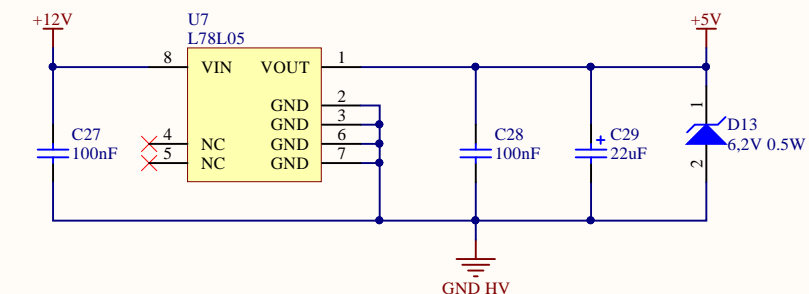 +12V
U7
L78L05
+5V
8
VIN
VOUT
1
GND
2
GND
3
4
NC
GND
6
5
NC
GND
7
C27
100nF
C28
100nF
+
C29
22uF
1
D13
6,2V 0.5W
2
GND HV